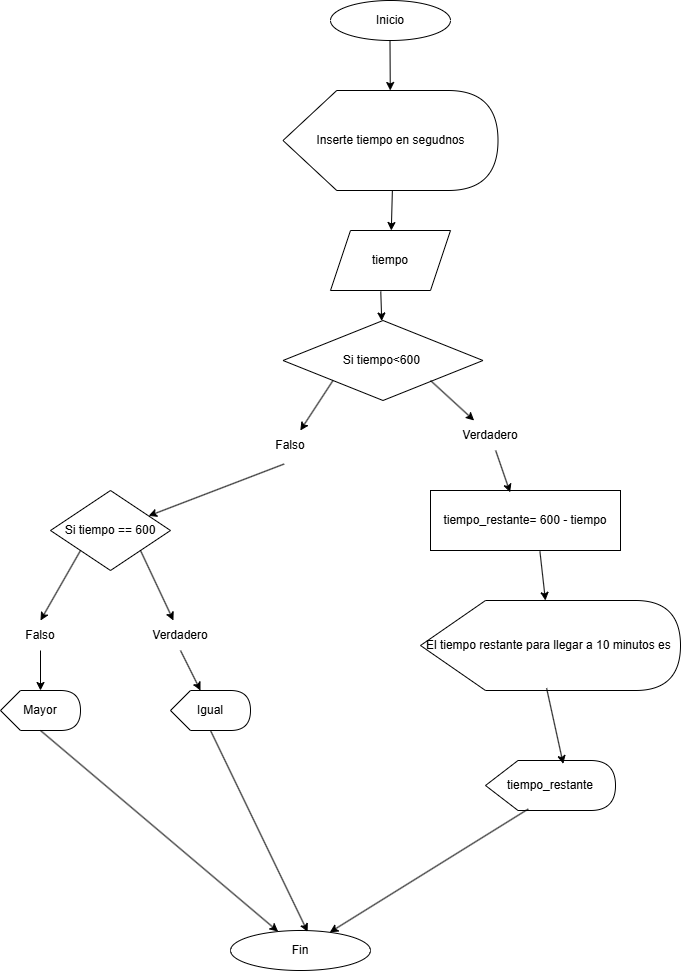 Inicio
Inserte tiempo en segudnos
tiempo
Si tiempo<600
Falso
Verdadero
Si tiempo == 600
tiempo_restante= 600 - tiempo
Falso
Verdadero
El tiempo restante para llegar a 10 minutos es
Mayor
Igual
tiempo_restante
Fin